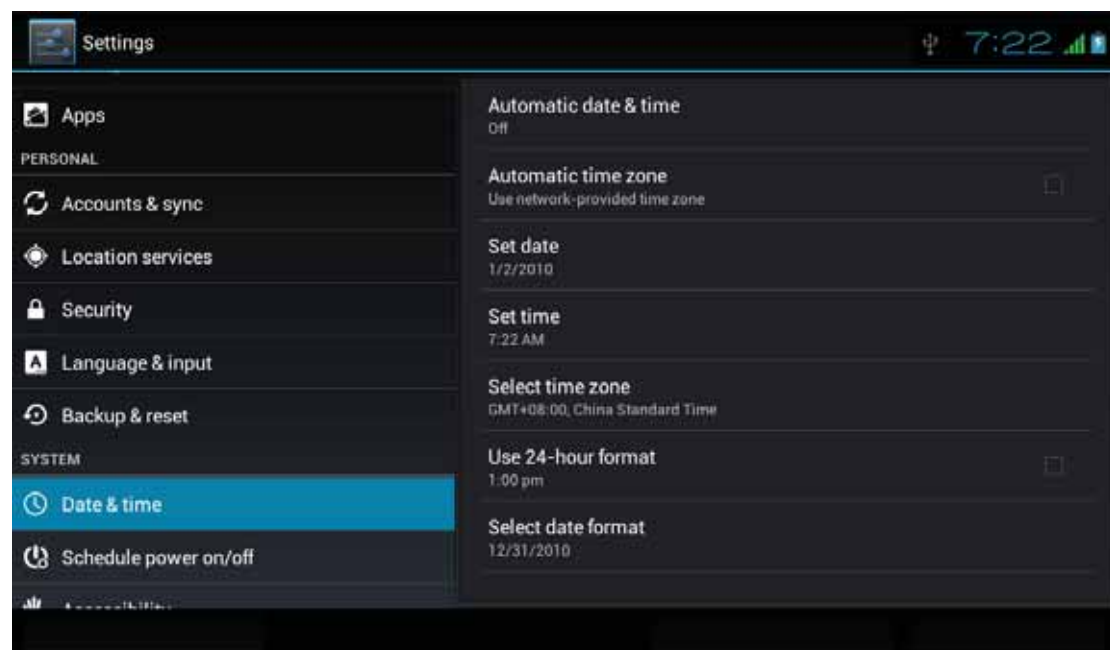 Settings
7:22
Apps
PERSONAL
Accounts & sync
Location services
Security
Language & input
Backup & reset
SYSTEM
Date & time
Schedule power on/off
Automatic date & time
Off
Automatic time zone
Use network-provided time zone
Set date
1/2/2010
Set time
7:22 AM
Select time zone
GMT+08:00, China Standard Time
Use 24-hour format
1:00 pm
Select date format
12/31/2010